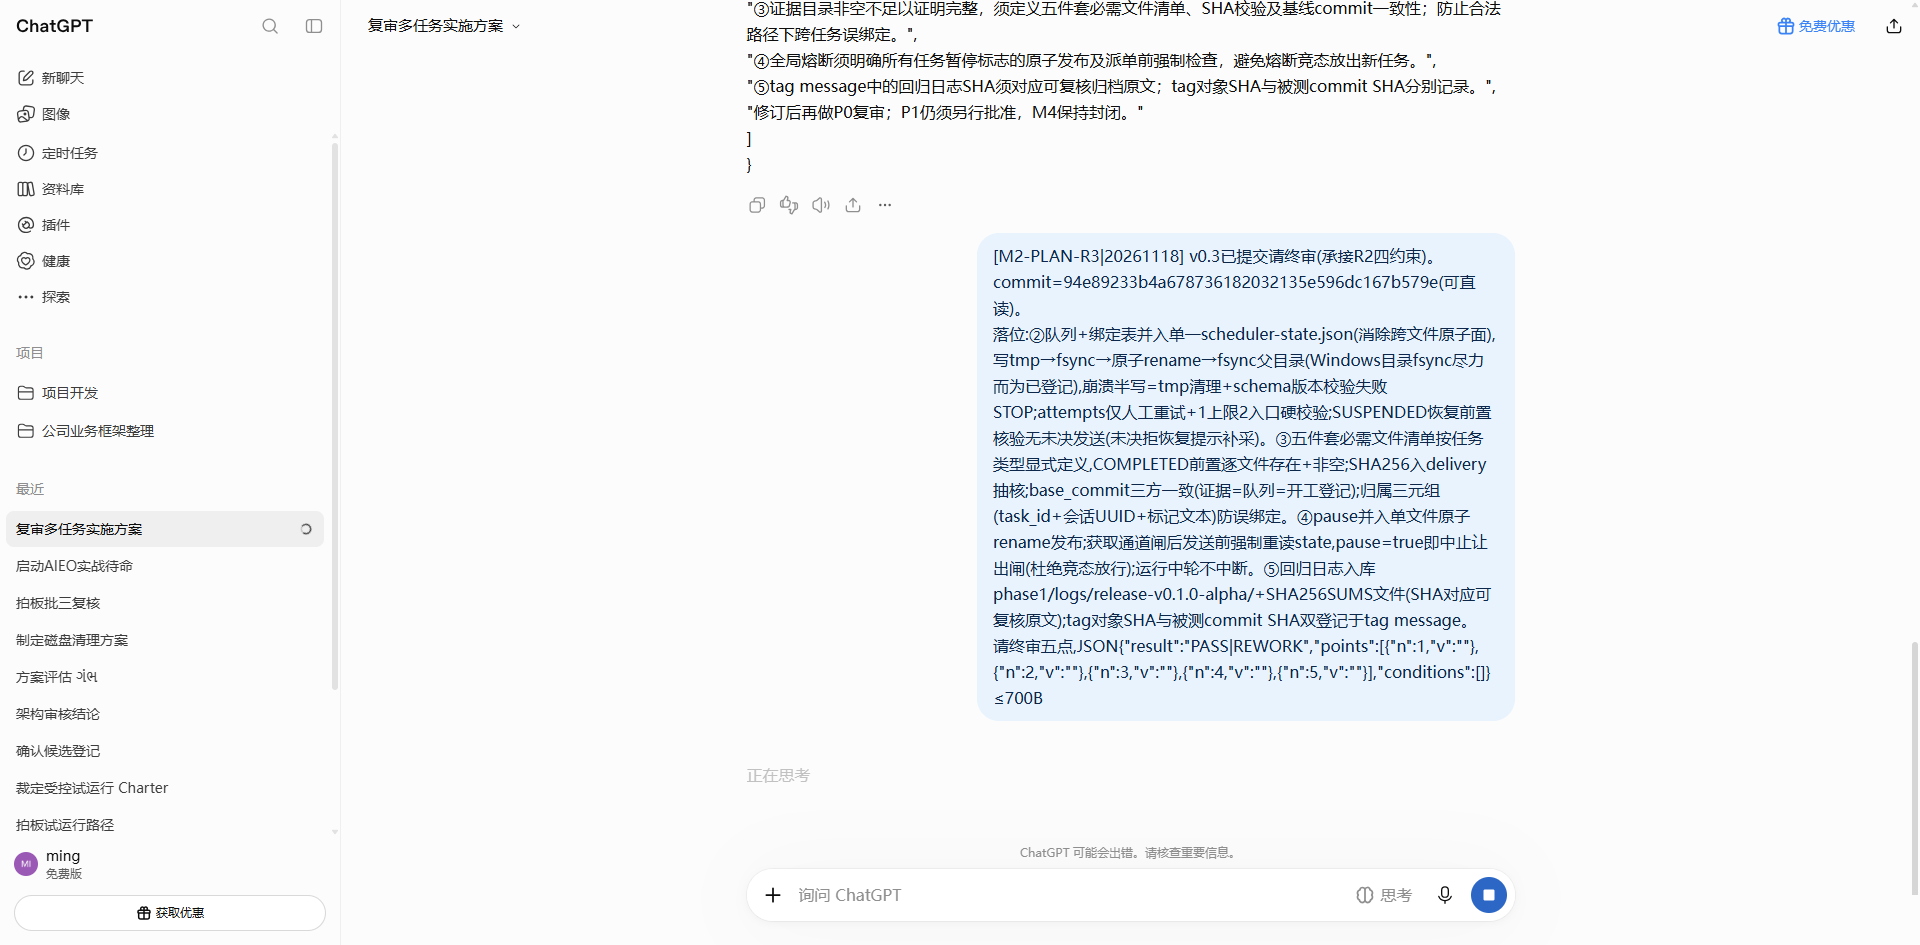 ChatGPT
新聊天
图像
定时任务
资料库
插件
健康
探索
项目
项目开发
公司业务框架整理
最近
复审多任务实施方案
启动AIEO实战待命
拍板批三复核
制定磁盘清理方案
方案评估 ગેબ
架构审核结论
确认候选登记
裁定受控试运行 Charter
拍板试运行路径
MI
ming
免费版
获取优惠
复审多任务实施方案
免费优惠
"③证据目录非空不足以证明完整，须定义五件套必需文件清单、SHA校验及基线commit一致性；防止合法
路径下跨任务误绑定。",
"④全局熔断须明确所有任务暂停标志的原子发布及派单前强制检查，避免熔断竞态放出新任务。",
"⑤tag message中的回归日志SHA须对应可复核归档原文；tag对象SHA与被测commit SHA分别记录。",
"修订后再做P0复审；P1仍须另行批准，M4保持封闭。"
]
}
[M2-PLAN-R3|20261118] v0.3已提交请终审(承接R2四约束)。
commit=94e89233b4a678736182032135e596dc167b579e(可直
读)。
落位:②队列+绑定表并入单一scheduler-state.json(消除跨文件原子面),
写tmp→fsync→原子rename→fsync父目录(Windows目录fsync尽力
而为已登记),崩溃半写=tmp清理+schema版本校验失败
STOP;attempts仅人工重试+1上限2入口硬校验;SUSPENDED恢复前置
核验无未决发送(未决拒恢复提示补采)。③五件套必需文件清单按任务
类型显式定义,COMPLETED前置逐文件存在+非空;SHA256入delivery
抽核;base_commit三方一致(证据=队列=开工登记);归属三元组
(task_id+会话UUID+标记文本)防误绑定。④pause并入单文件原子
rename发布;获取通道闸后发送前强制重读state,pause=true即中止让
出闸(杜绝竞态放行);运行中轮不中断。⑤回归日志入库
phase1/logs/release-v0.1.0-alpha/+SHA256SUMS文件(SHA对应可
复核原文);tag对象SHA与被测commit SHA双登记于tag message。
请终审五点,JSON{"result":"PASS|REWORK","points":[{"n":1,"v":""},
{"n":2,"v":""},{"n":3,"v":""},{"n":4,"v":""},{"n":5,"v":""}],"conditions":[]}
≤700B
正在思考
ChatGPT 可能会出错。请核查重要信息。
询问 ChatGPT
思考